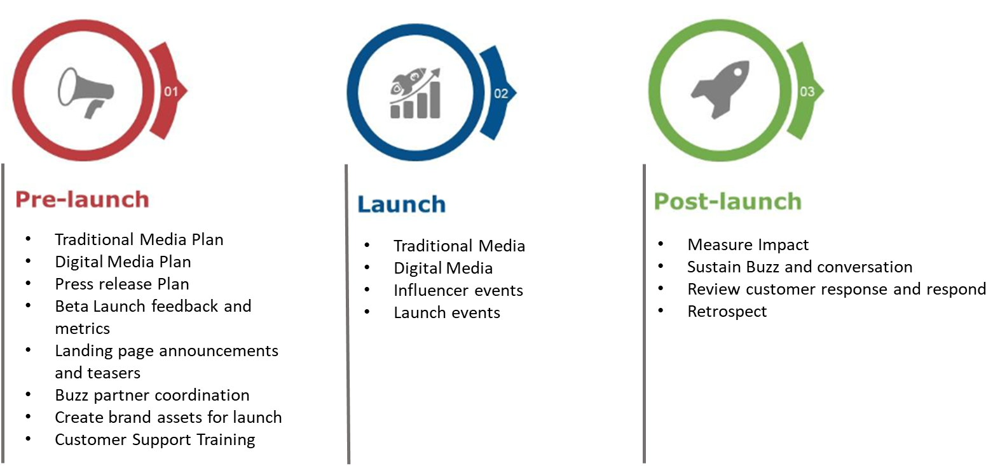 01
Pre-launch
• Traditional Media Plan
• Digital Media Plan
• Press release Plan
• Beta Launch feedback and
metrics
• Landing page announcements
and teasers
• Buzz partner coordination
• Create brand assets for launch
• Customer Support Training
02
Launch
• Traditional Media
• Digital Media
• Influencer events
• Launch events
03
Post-launch
• Measure Impact
• Sustain Buzz and conversation
• Review customer response and respond
• Retrospect